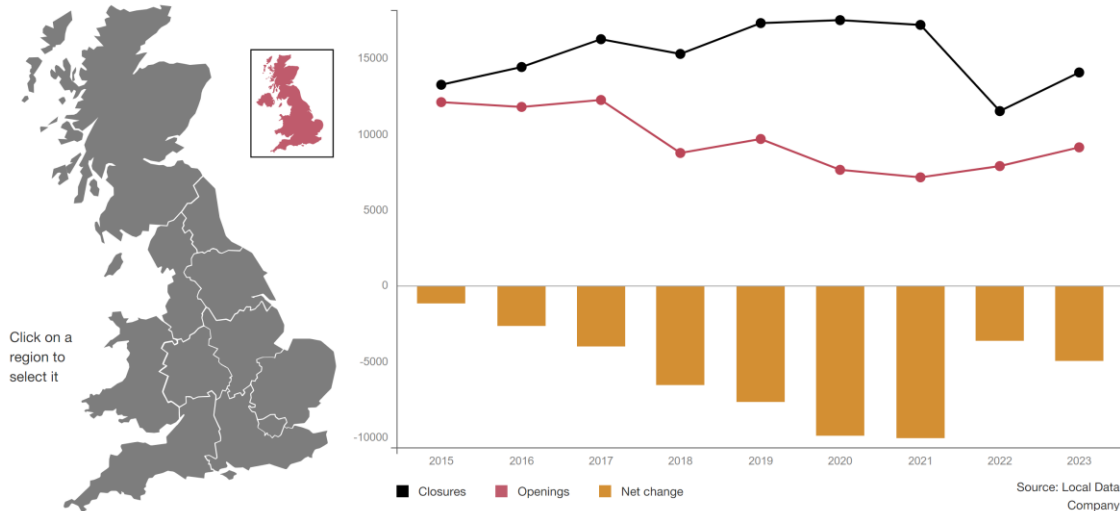 Click on a
region to
select it
15000
10000
5000
0
-5000
-10000
2015 2016 2017 2018 2019 2020 2021 2022 2023
Closures Openings Net change
Source: Local Data
Company